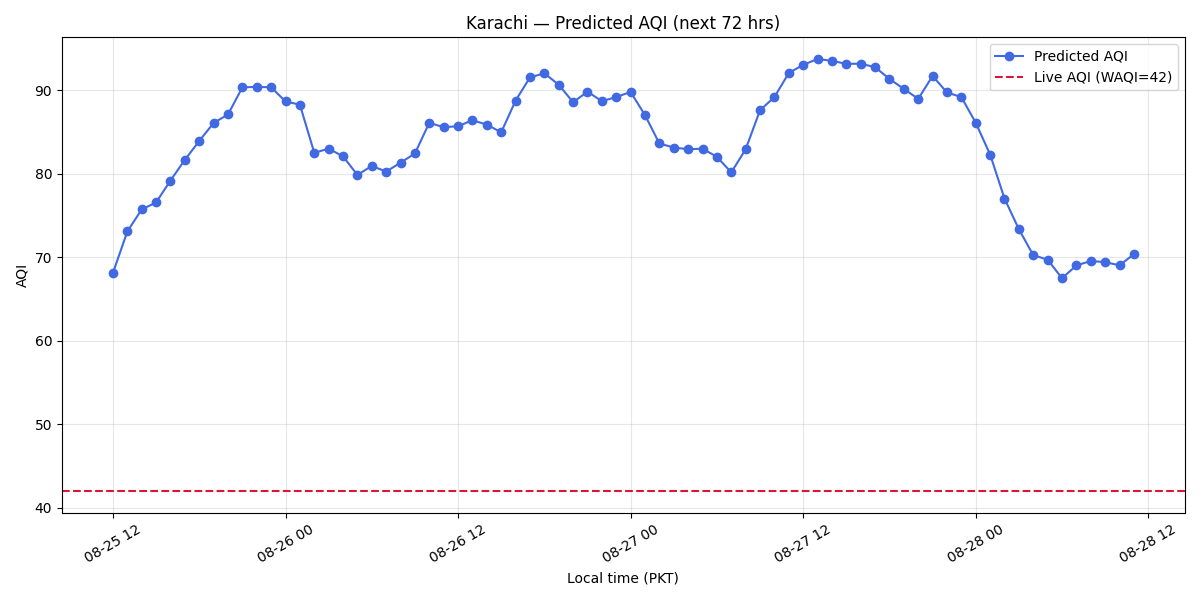 Karachi — Predicted AQI (next 72 hrs)
Predicted AQI
Live AQI (WAQI=42)
AQI
90
80
70
60
50
40
08-25 12
08-26 00
08-26 12
08-27 00
08-27 12
08-28 00
08-28 12
Local time (PKT)